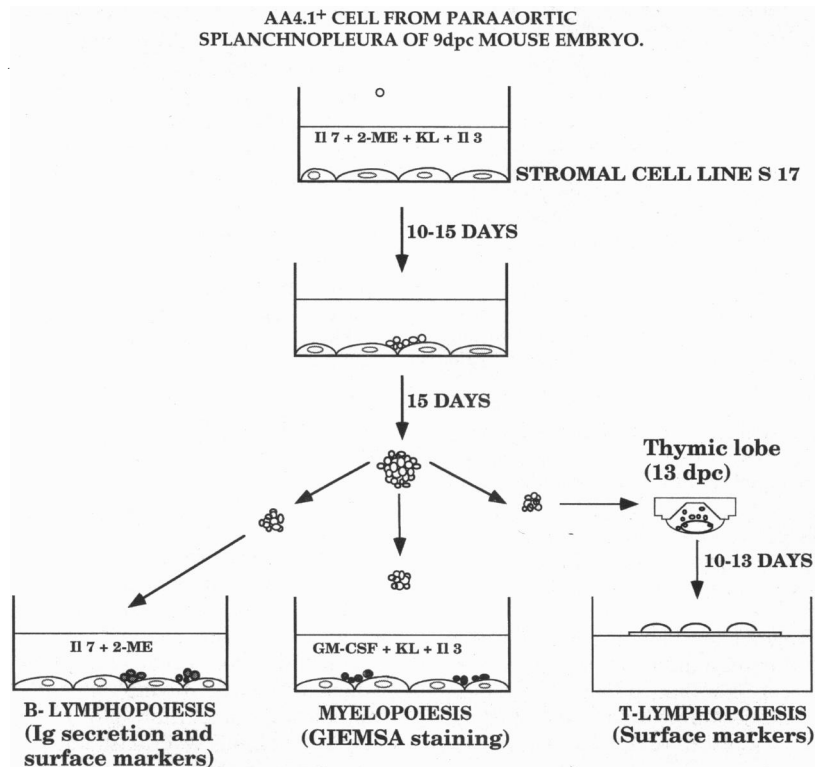 AA4.1+ CELL FROM PARAAORTIC
SPLANCHNOPLEURA OF 9dpc MOUSE EMBRYO.
Il 7 + 2-ME + KL + Il 3
STROMAL CELL LINE S 17
10-15 DAYS
15 DAYS
Thymic lobe
(13 dpc)
10-13 DAYS
Il 7 + 2-ME
GM-CSF + KL + Il 3
B- LYMPHOPOIESIS
(Ig secretion and
surface markers)
MYELOPOIESIS
(GIEMSA staining)
T-LYMPHOPOIESIS
(Surface markers)